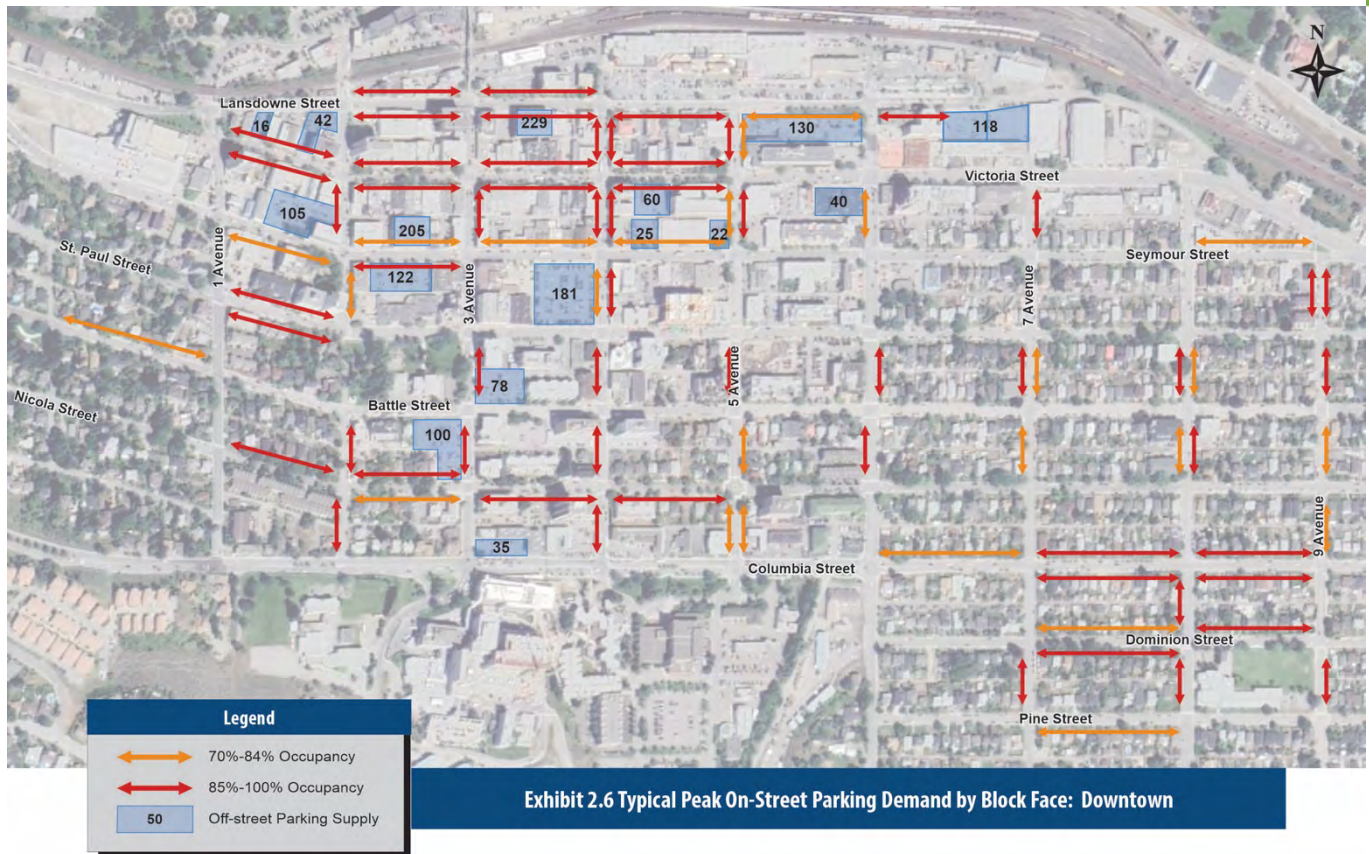 N
Lansdowne Street
16
42
229
130
118
Victoria Street
105
205
60
40
25
22
St. Paul Street
1 Avenue
Seymour Street
122
3 Avenue
181
7 Avenue
5 Avenue
78
Nicola Street
Battle Street
100
9 Avenue
35
Columbia Street
Dominion Street
Pine Street
Legend
70%-84% Occupancy
85%-100% Occupancy
50 Off-street Parking Supply
Exhibit 2.6 Typical Peak On-Street Parking Demand by Block Face: Downtown